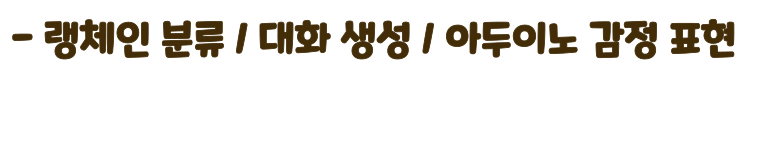 - 랭체인 분류 / 대화 생성 / 아두이노 감정 표현